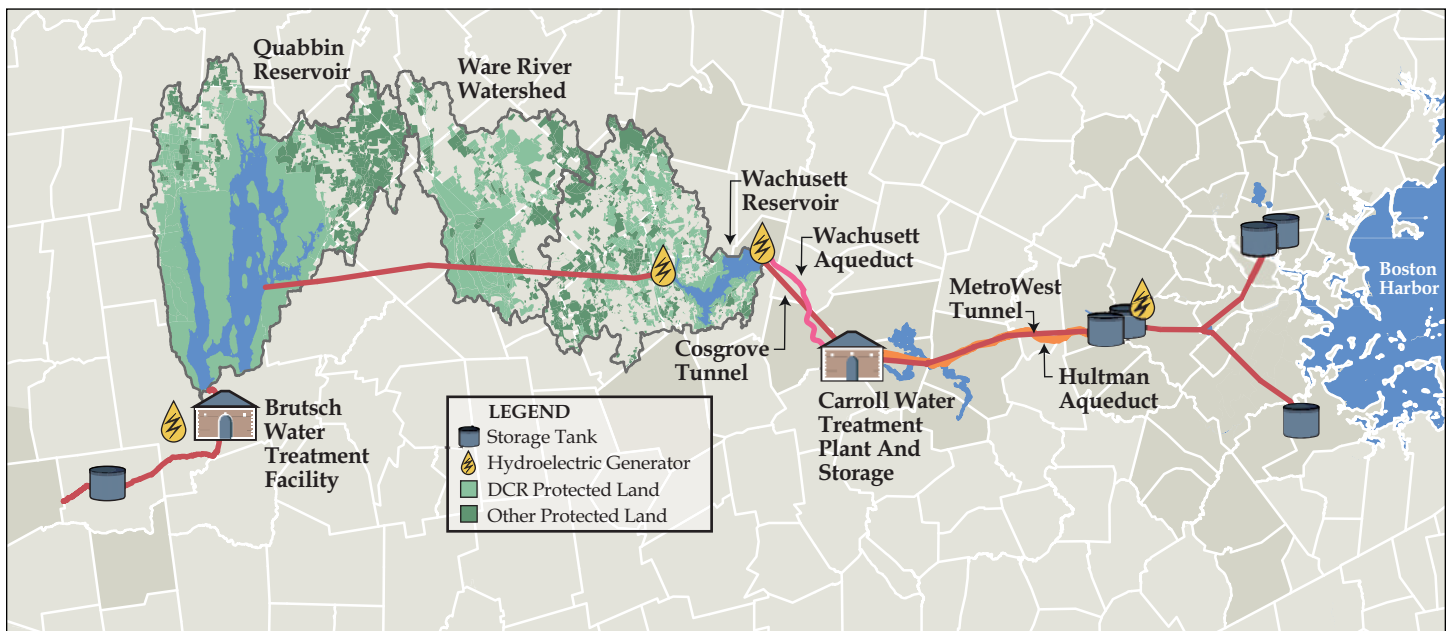 Quabbin
Reservoir
Ware River
Watershed
Wachusett
Reservoir
Wachusett
Aqueduct
MetroWest
Tunnel
Boston
Harbor
Cosgrove
Tunnel
Hultman
Aqueduct
Carroll Water
Treatment
Plant And
Storage
Brutsch
Water
Treatment
Facility
LEGEND
Storage Tank
Hydroelectric Generator
DCR Protected Land
Other Protected Land